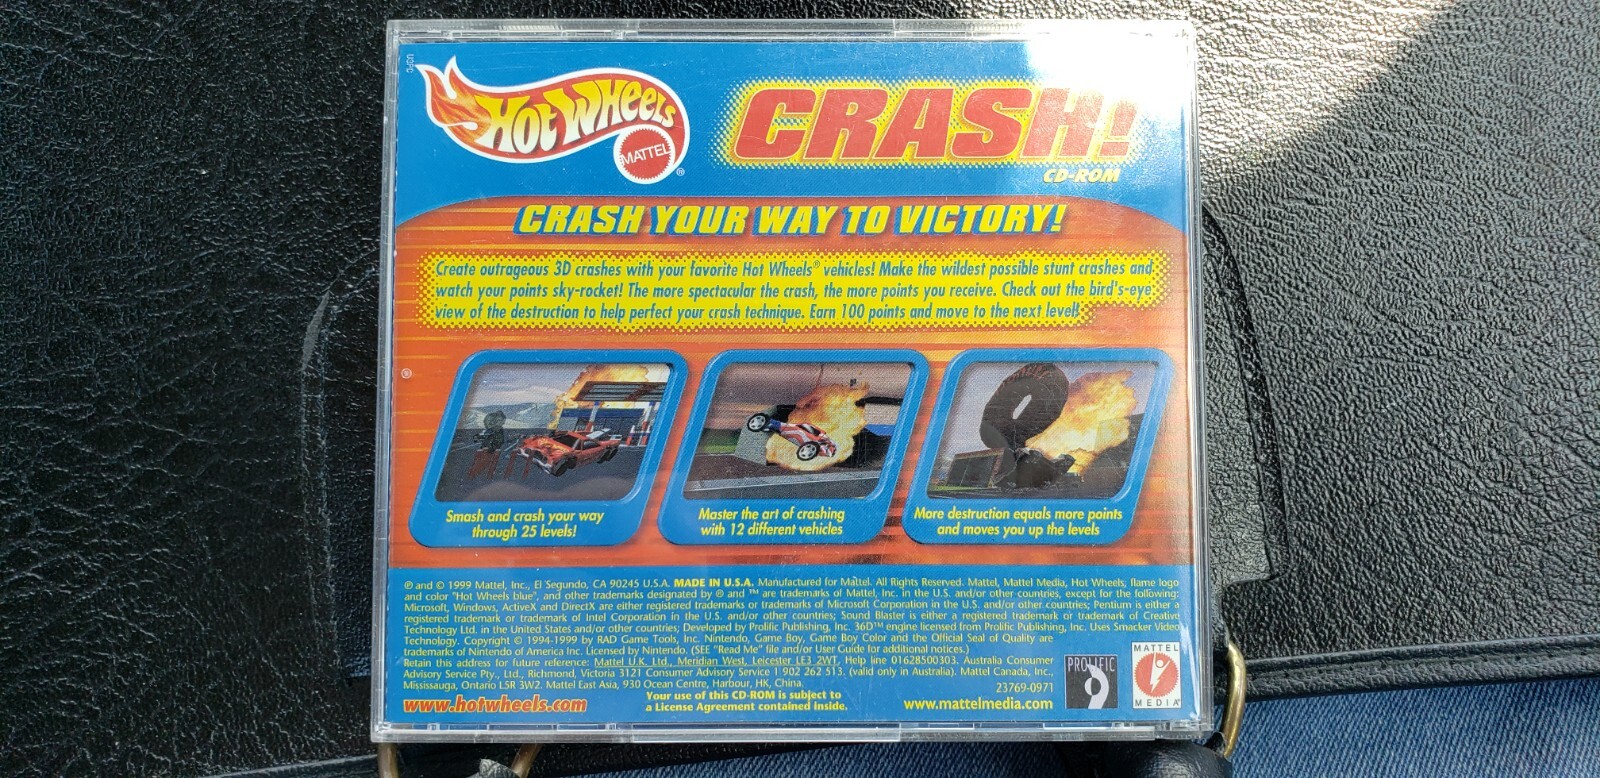 HOT WHEELS
MATTEL
®
CRASH!
CD-ROM
CRASH YOUR WAY TO VICTORY!
Create outrageous 3D crashes with your favorite Hot Wheels® vehicles! Make the wildest possible stunt crashes and
watch your points sky-rocket! The more spectacular the crash, the more points you receive. Check out the bird's-eye
view of the destruction to help perfect your crash technique. Earn 100 points and move to the next level!
Smash and crash your way
through 25 levels!
Master the art of crashing
with 12 different vehicles
More destruction equals more points
and moves you up the levels
℗ and © 1999 Mattel, Inc., El Segundo, CA 90245 U.S.A. MADE IN U.S.A. Manufactured for Mattel. All Rights Reserved. Mattel, Mattel Media, Hot Wheels, flame logo
and color "Hot Wheels blue", and other trademarks designated by ® and ™ are trademarks of Mattel, Inc. in the U.S. and/or other countries, except for the following:
Microsoft, Windows, ActiveX and DirectX are either registered trademarks or trademarks of Microsoft Corporation in the U.S. and/or other countries; Pentium is either a
registered trademark or trademark of Intel Corporation in the U.S. and/or other countries; Sound Blaster is either a registered trademark or trademark of Creative
Technology Ltd. in the United States and/or other countries; Developed by Prolific Publishing, Inc. 36D™ engine licensed from Prolific Publishing, Inc. Uses Smacker Video
Technology. Copyright © 1994-1999 by RAD Game Tools, Inc. Nintendo, Game Boy, Game Boy Color and the Official Seal of Quality are
trademarks of Nintendo of America Inc. Licensed by Nintendo. (SEE "Read Me" file and/or User Guide for additional notices.)
Retain this address for future reference: Mattel U.K. Ltd., Meridian West, Leicester LE3 2WT, Help line 01628500303. Australia Consumer
Advisory Service Pty., Ltd., Richmond, Victoria 3121 Consumer Advisory Service 1 902 262 513. (valid only in Australia). Mattel Canada, Inc.,
Mississauga, Ontario L5R 3W2. Mattel East Asia, 930 Ocean Centre, Harbour, HK, China.
23769-0971
www.hotwheels.com
Your use of this CD-ROM is subject to
a License Agreement contained inside.
www.mattelmedia.com
PROLIFIC
MATTEL
MEDIA